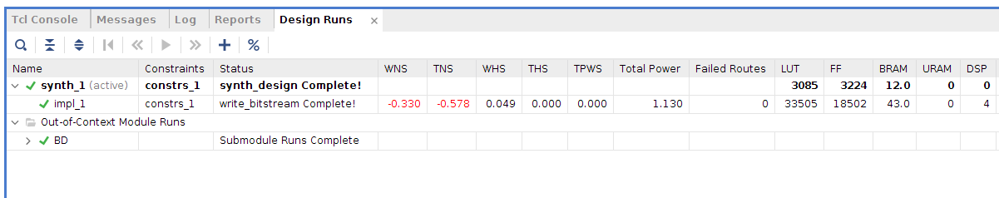 Tcl Console Messages Log Reports Design Runs ×
Name Constraints Status WNS TNS WHS THS TPWS Total Power Failed Routes LUT FF BRAM URAM DSP
synth_1 (active) constrs_1 synth_design Complete! 3085 3224 12.0 0 0
impl_1 constrs_1 write_bitstream Complete! -0.330 -0.578 0.049 0.000 0.000 1.130 0 33505 18502 43.0 0 4
Out-of-Context Module Runs
BD Submodule Runs Complete